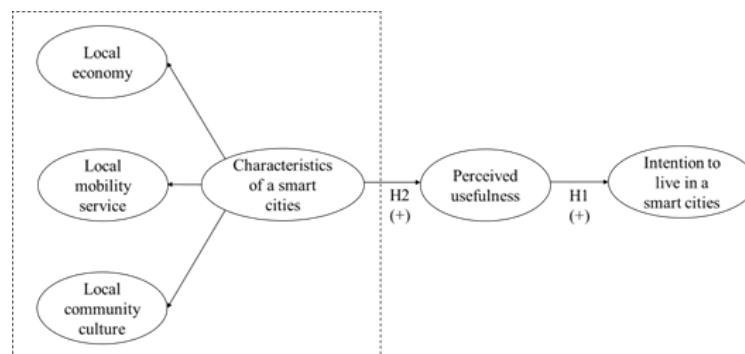 Local
economy
Local
mobility
service
Local
community
culture
Characteristics
of a smart
cities
H2
(+)
Perceived
usefulness
H1
(+)
Intention to
live in a
smart cities